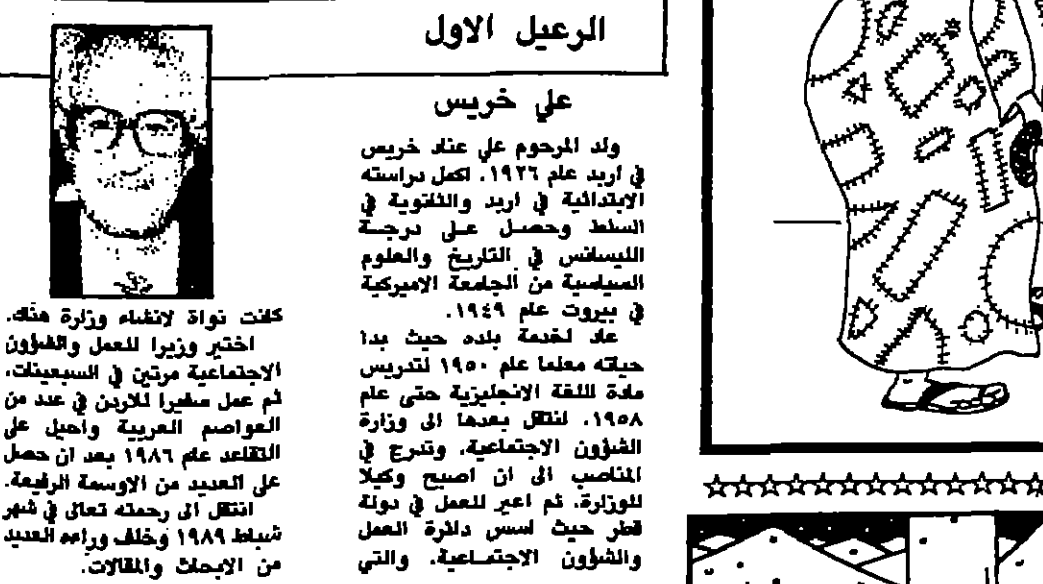 الرعيل الاول
علي خريس
ولد المرحوم علي عناد خريس
في اربد عام ١٩٢٦. اكمل دراسته
الابتدائية في اربد والثانوية في
السلط وحصل على درجة
الليسانس في التاريخ والعلوم
السياسية من الجامعة الاميركية
في بيروت عام ١٩٤٩.
عاد لخدمة بلده حيث بدا
حياته معلما عام ١٩٥٠ لتدريس
مادة اللغة الانجليزية حتى عام
١٩٥٨. انتقل بعدها الى وزارة
الشؤون الاجتماعية. وتدرج في
المناصب الى ان اصبح وكيلا
للوزارة. ثم اعير للعمل في دولة
قطر حيث اسس دائرة العمل
والشؤون الاجتماعية. والتي
كانت نواة لانشاء وزارة هناك.
اختير وزيرا للعمل والشؤون
الاجتماعية مرتين في السبعينات.
ثم عمل سفيرا للاردن في عدد من
العواصم العربية واحيل على
التقاعد عام ١٩٨٦ بعد ان حصل
على العديد من الاوسمة الرفيعة.
انتقل الى رحمته تعالى في شهر
شباط ١٩٨٩ وخلف وراءه العديد
من الابحاث والمقالات.